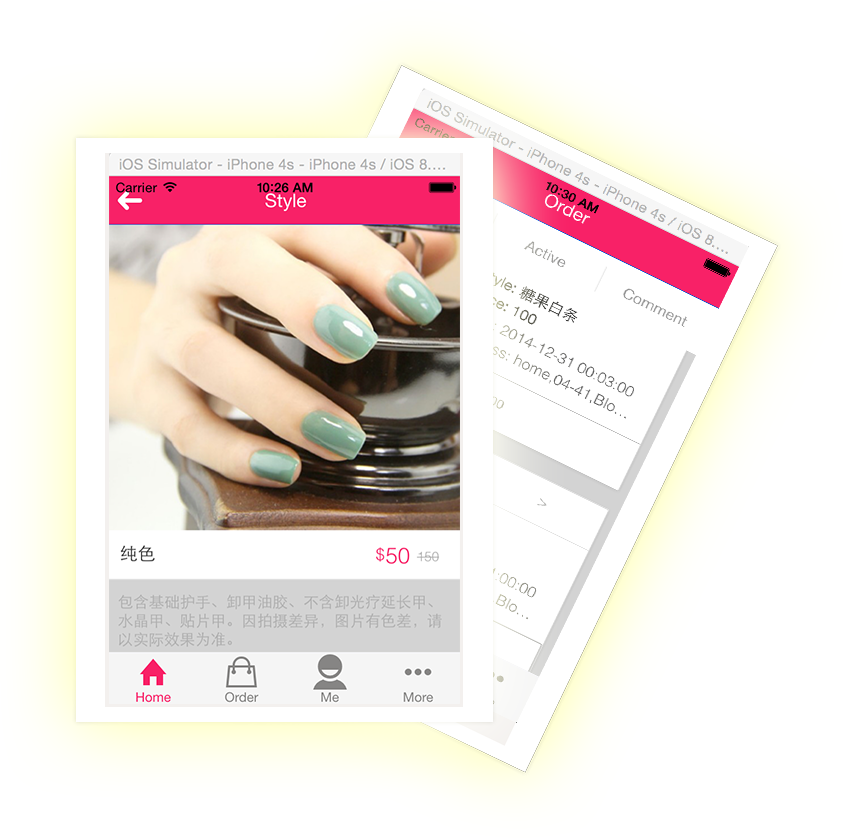 iOS Simulator - iPhone 4s - iPhone 4s / iOS 8....
Carrier
10:26 AM
Style
纯色
$50 150
包含基础护手、卸甲油胶、不含卸光疗延长甲、
水晶甲、贴片甲。因拍摄差异，图片有色差，请
以实际效果为准。
Home Order Me More
iOS Simulator - iPhone 4s - iPhone 4s / iOS 8....
Carrier
10:30 AM
Order
Active Comment
tyle: 糖果白条
ce: 100
: 2014-12-31 00:03:00
ss: home,04-41,Blo...
00
>
:00:00
Blo...